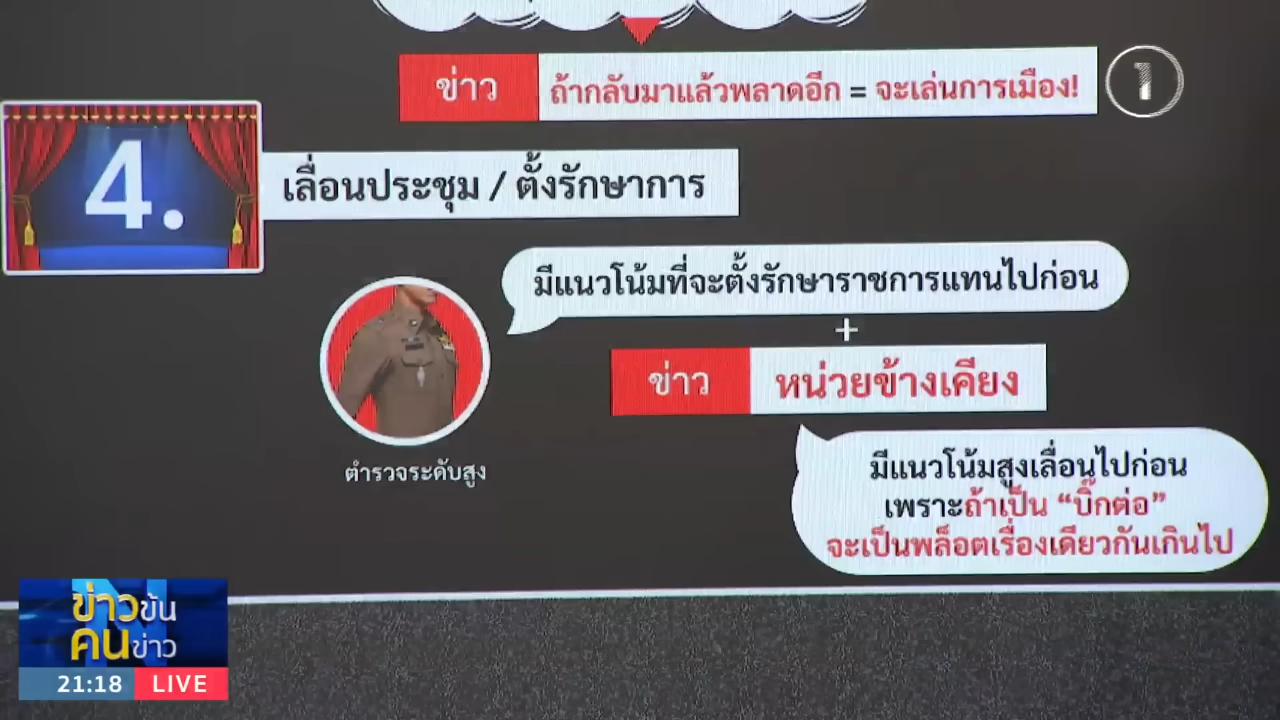 ข่าว ถ้ากลับมาแล้วพลาดอีก = จะเล่นการเมือง! 1
4. เลื่อนประชุม / ตั้งรักษาการ
มีแนวโน้มที่จะตั้งรักษาราชการแทนไปก่อน
+
ข่าว หน่วยข้างเคียง
ตำรวจระดับสูง
มีแนวโน้มสูงเลื่อนไปก่อน
เพราะถ้าเป็น “บิ๊กต่อ”
จะเป็นพล็อตเรื่องเดียวกันเกินไป
ข่าวข้น
คนข่าว
21:18 LIVE